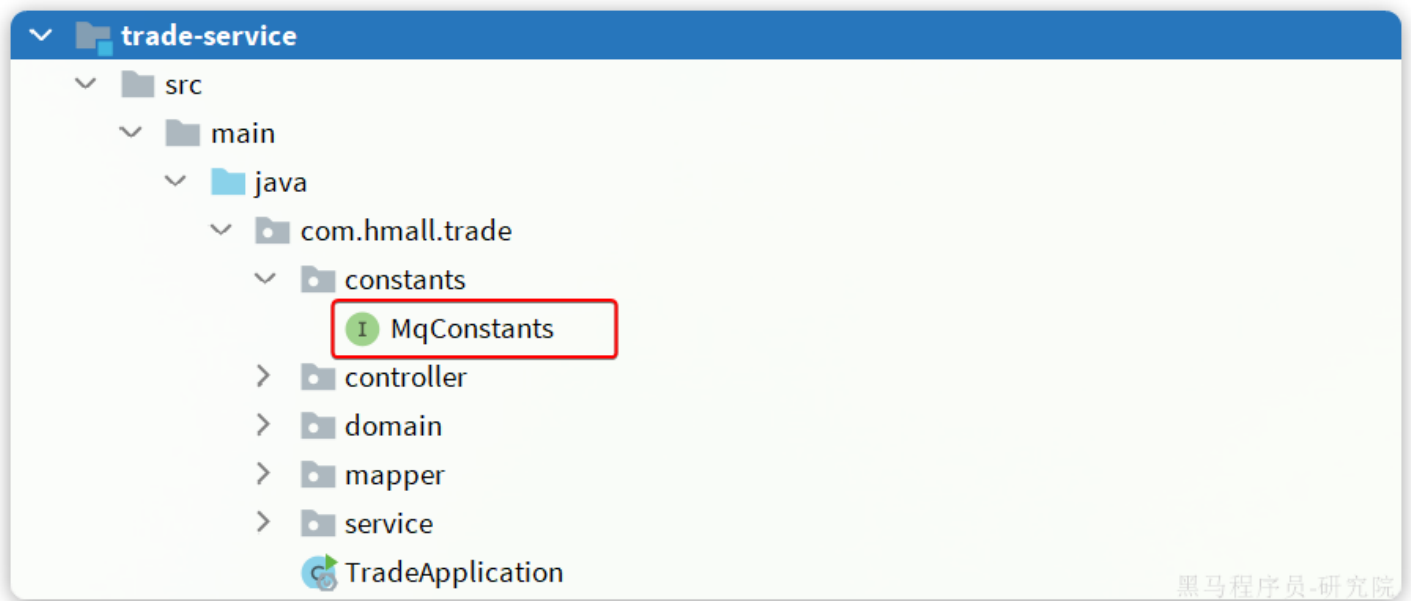 trade-service
src
main
java
com.hmall.trade
constants
I MqConstants
controller
domain
mapper
service
C TradeApplication
黑马程序员-研究院